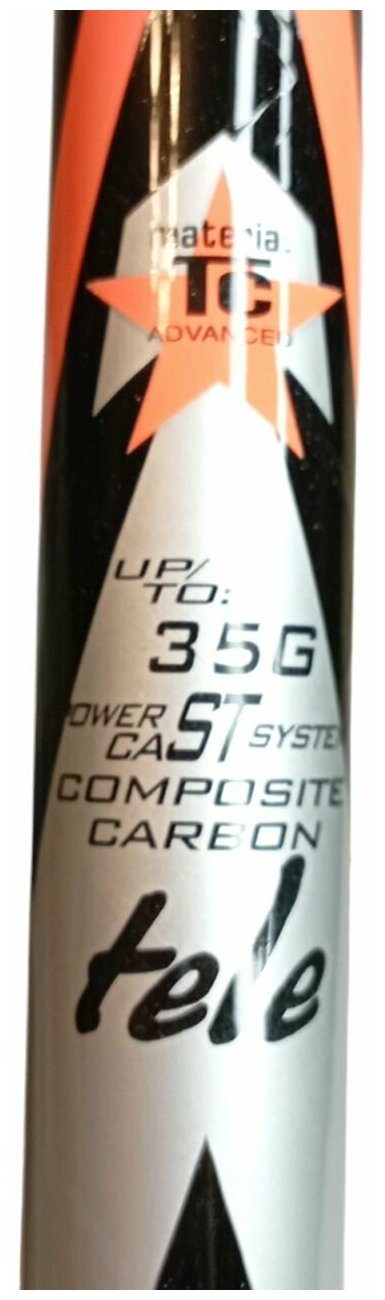 material
TC
ADVANCED
UP/
TO:
35G
POWER
CAST SYSTEM
COMPOSITE
CARBON
tele